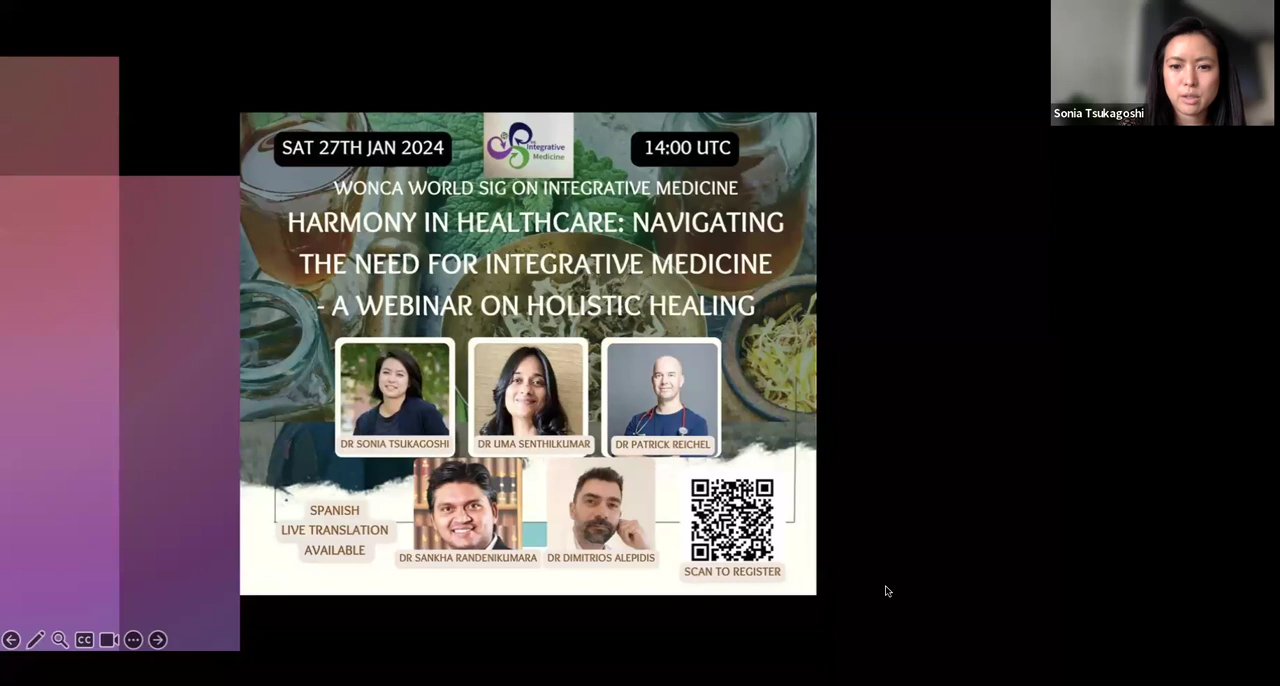 Sonia Tsukagoshi
SAT 27TH JAN 2024
Integrative
Medicine
14:00 UTC
WONCA WORLD SIG ON INTEGRATIVE MEDICINE
HARMONY IN HEALTHCARE: NAVIGATING
THE NEED FOR INTEGRATIVE MEDICINE
- A WEBINAR ON HOLISTIC HEALING
DR SONIA TSUKAGOSHI
DR UMA SENTHILKUMAR
DR PATRICK REICHEL
SPANISH
LIVE TRANSLATION
AVAILABLE
DR SANKHA RANDENIKUMARA
DR DIMITRIOS ALEPIDIS
SCAN TO REGISTER
CC